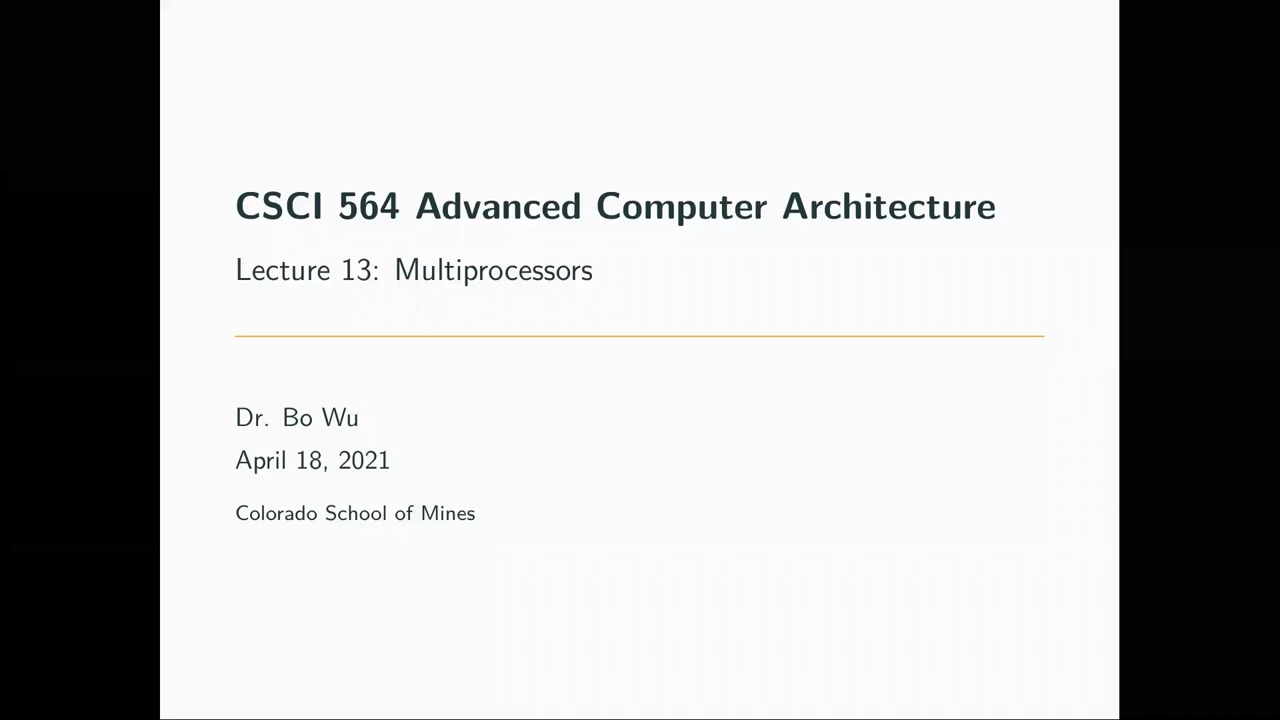 CSCI 564 Advanced Computer Architecture
Lecture 13: Multiprocessors
Dr. Bo Wu
April 18, 2021
Colorado School of Mines